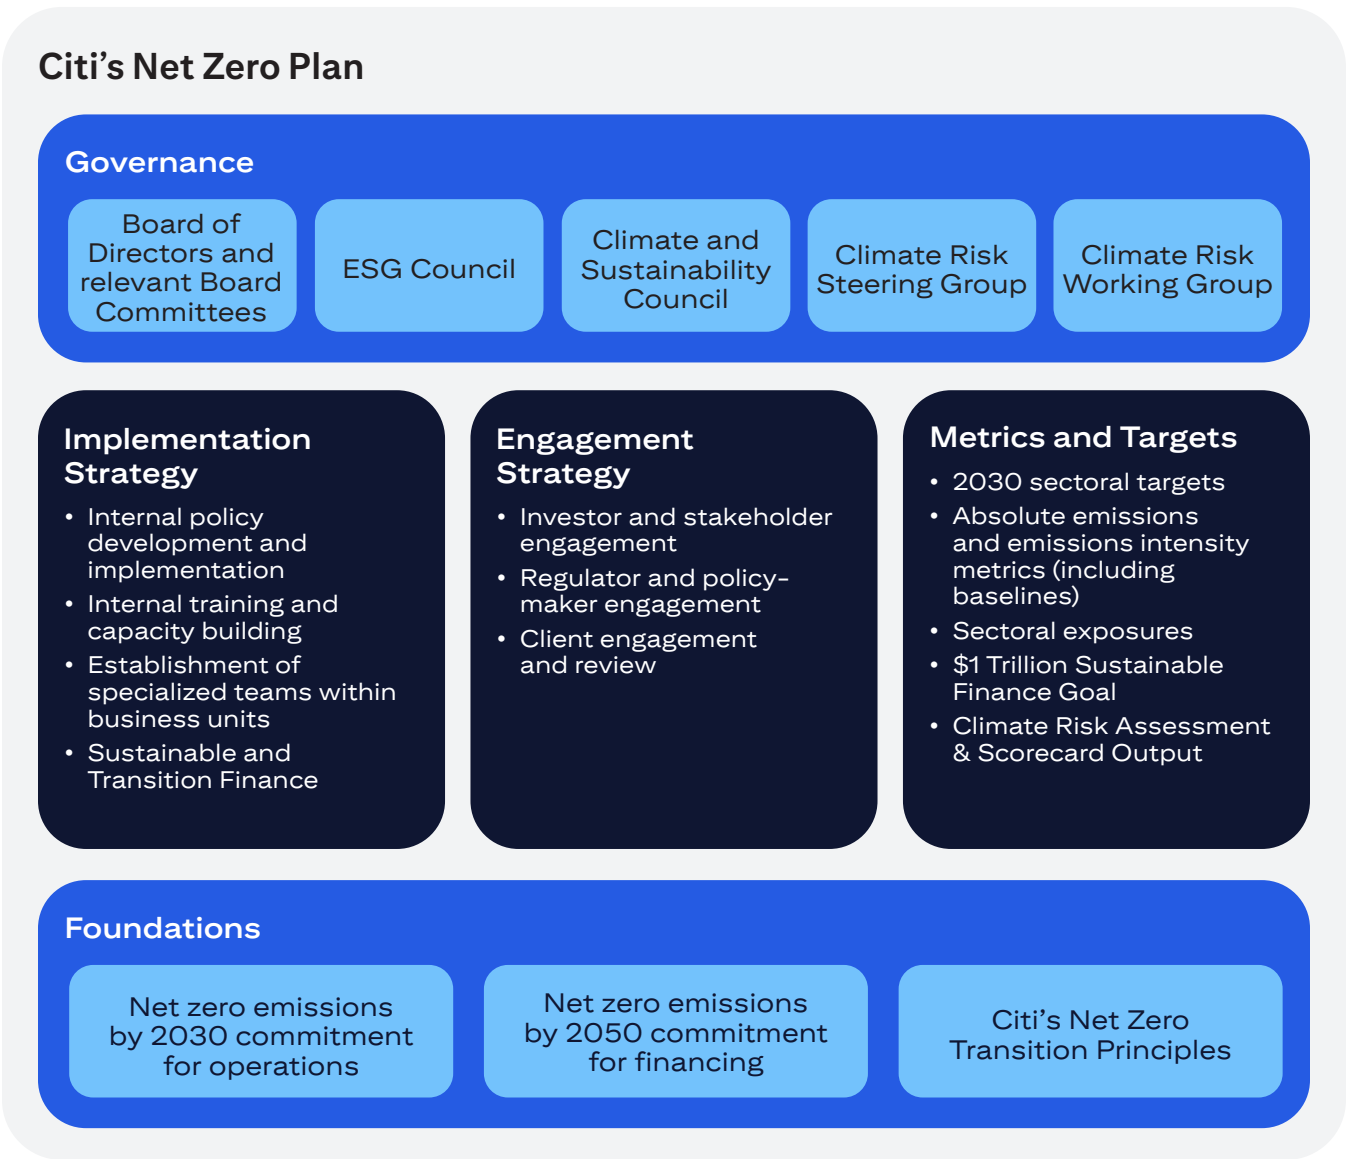 Citi’s Net Zero Plan
Governance
Board of
Directors and
relevant Board
Committees
ESG Council
Climate and
Sustainability
Council
Climate Risk
Steering Group
Climate Risk
Working Group
Implementation
Strategy
• Internal policy
development and
implementation
• Internal training and
capacity building
• Establishment of
specialized teams within
business units
• Sustainable and
Transition Finance
Engagement
Strategy
• Investor and stakeholder
engagement
• Regulator and policy-
maker engagement
• Client engagement
and review
Metrics and Targets
• 2030 sectoral targets
• Absolute emissions
and emissions intensity
metrics (including
baselines)
• Sectoral exposures
• $1 Trillion Sustainable
Finance Goal
• Climate Risk Assessment
& Scorecard Output
Foundations
Net zero emissions
by 2030 commitment
for operations
Net zero emissions
by 2050 commitment
for financing
Citi’s Net Zero
Transition Principles